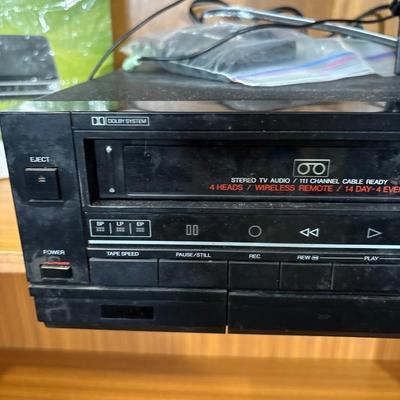 DOLBY SYSTEM
EJECT
STEREO TV AUDIO / 111 CHANNEL CABLE READY
4 HEADS / WIRELESS REMOTE / 14 DAY-4 EVE
SP LP EP
POWER
TAPE SPEED PAUSE/STILL REC REW PLAY